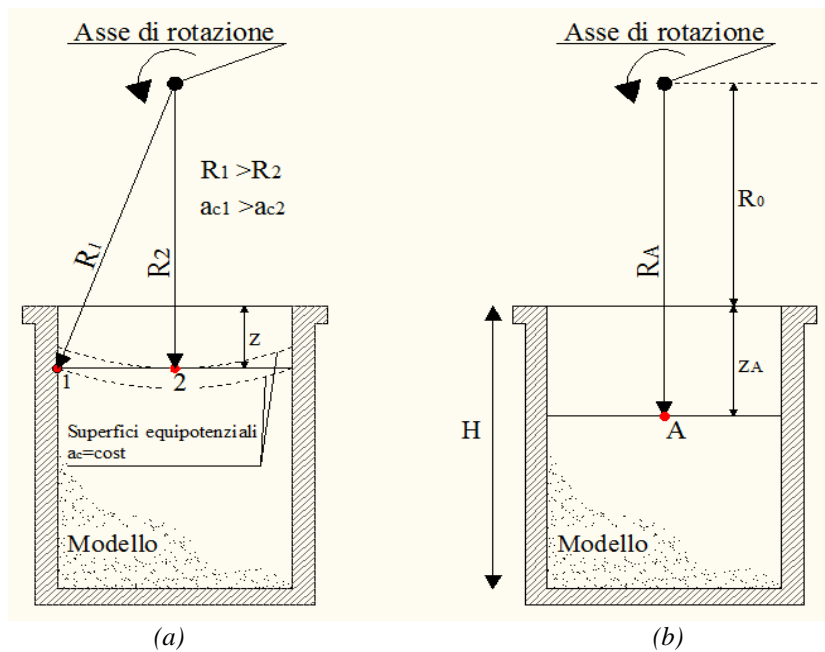 Asse di rotazione
R1 >R2
ac1 >ac2
R1
R2
z
1
2
Superfici equipotenziali
ac=cost
Modello
(a)
Asse di rotazione
R0
RA
zA
H
A
Modello
(b)